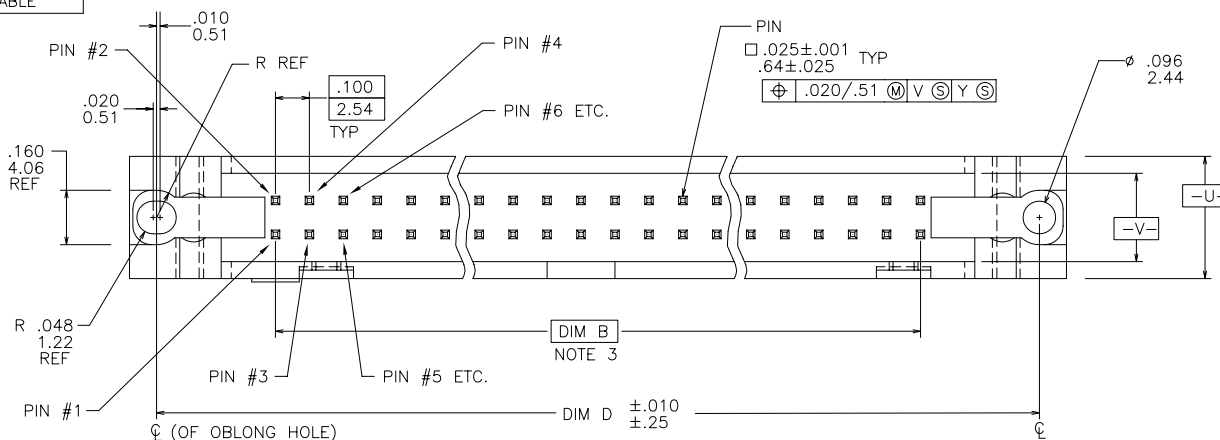 ABLE
.010
0.51
PIN #2
R REF
PIN #4
PIN
□ .025±.001 TYP
.64±.025
⌀ .096
2.44
.020
0.51
.100
2.54
TYP
PIN #6 ETC.
⌖ .020/.51 Ⓜ V Ⓢ Y Ⓢ
.160
4.06
REF
-U-
-V-
R .048
1.22
REF
DIM B
NOTE 3
PIN #3
PIN #5 ETC.
PIN #1
DIM D ±.010
±.25
℄ (OF OBLONG HOLE)
℄